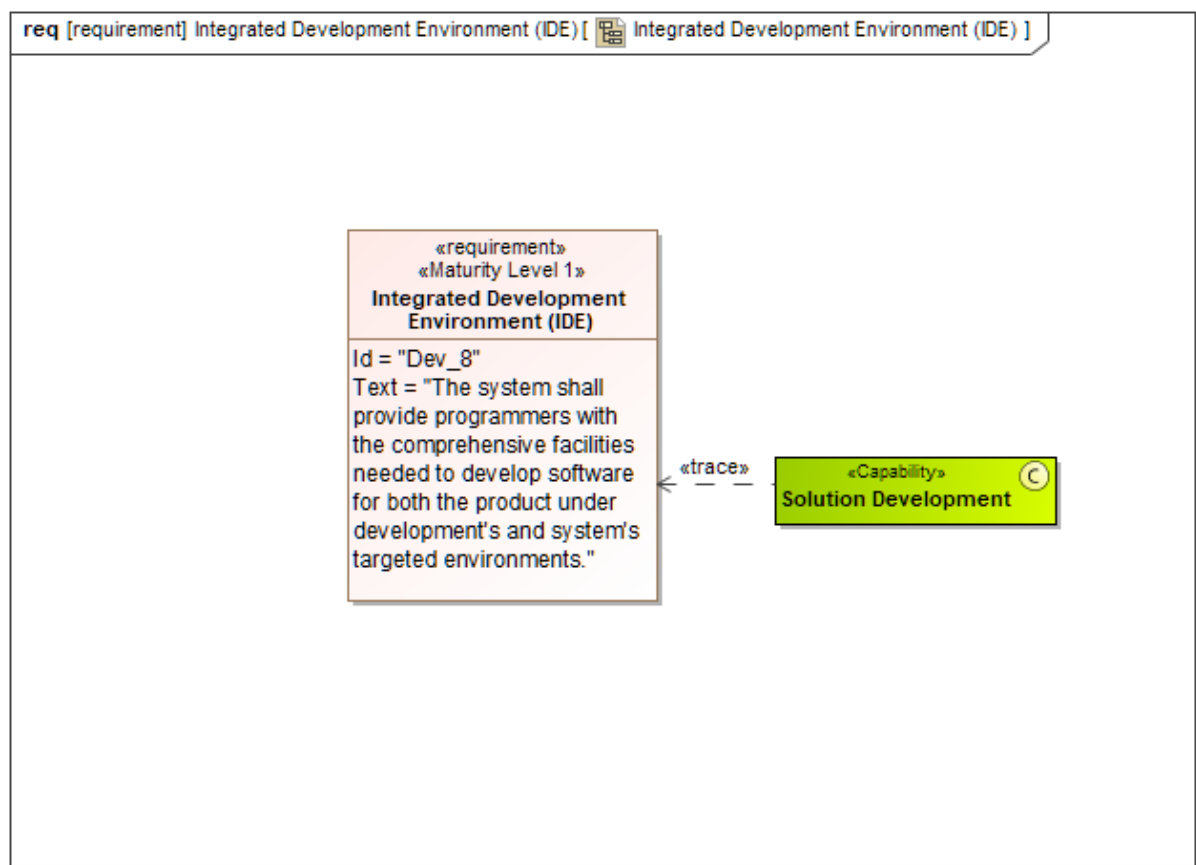 req [requirement] Integrated Development Environment (IDE) [ Integrated Development Environment (IDE) ]
«requirement»
«Maturity Level 1»
Integrated Development
Environment (IDE)
Id = "Dev_8"
Text = "The system shall
provide programmers with
the comprehensive facilities
needed to develop software
for both the product under
development's and system's
targeted environments."
«trace»
«Capability»
C
Solution Development